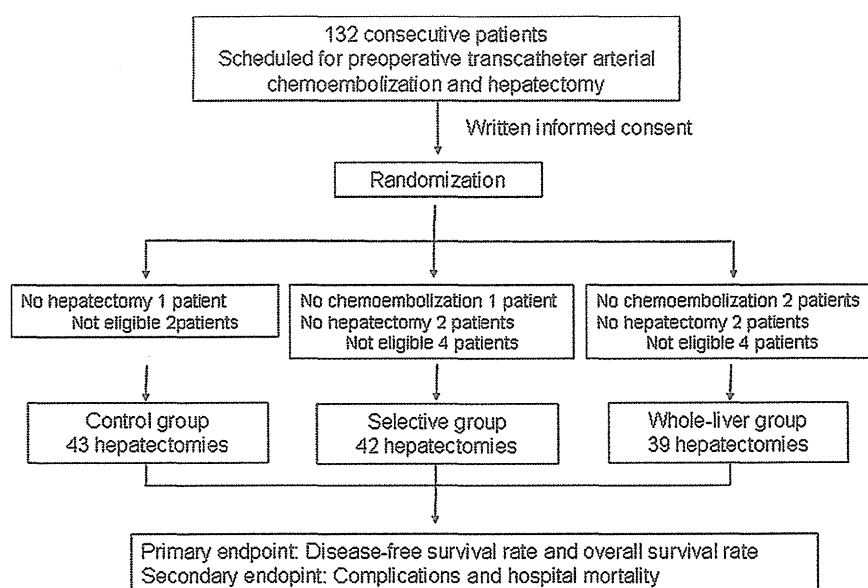 132 consecutive patients
Scheduled for preoperative transcatheter arterial
chemoembolization and hepatectomy
Written informed consent
Randomization
No hepatectomy 1 patient
Not eligible 2patients
No chemoembolization 1 patient
No hepatectomy 2 patients
Not eligible 4 patients
No chemoembolization 2 patients
No hepatectomy 2 patients
Not eligible 4 patients
Control group
43 hepatectomies
Selective group
42 hepatectomies
Whole-liver group
39 hepatectomies
Primary endpoint: Disease-free survival rate and overall survival rate
Secondary endopint: Complications and hospital mortality